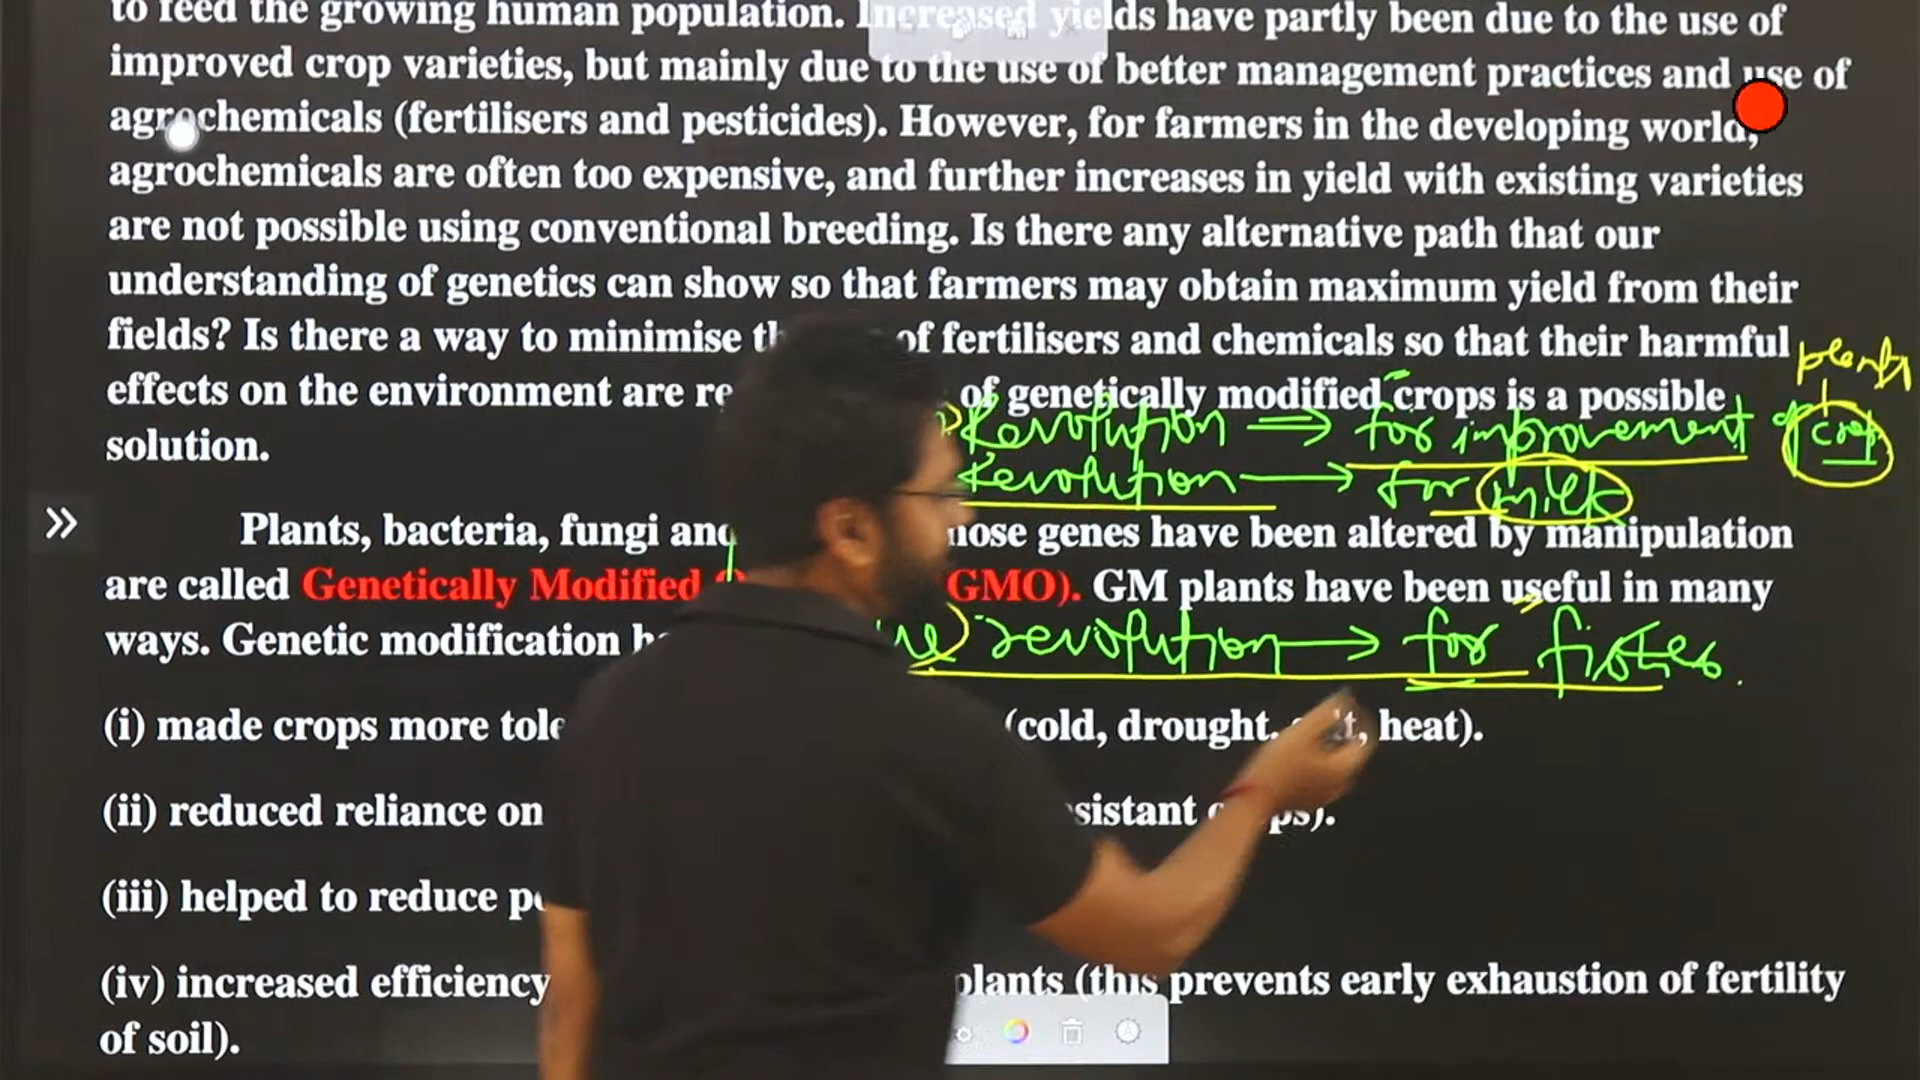 to feed the growing human population. Increased yields have partly been due to the use of
improved crop varieties, but mainly due to the use of better management practices and use of
agrochemicals (fertilisers and pesticides). However, for farmers in the developing world,
agrochemicals are often too expensive, and further increases in yield with existing varieties
are not possible using conventional breeding. Is there any alternative path that our
understanding of genetics can show so that farmers may obtain maximum yield from their
fields? Is there a way to minimise of fertilisers and chemicals so that their harmful
plants
effects on the environment are of genetically modified crops is a possible
Revolution ⇒ for improvement of crop
solution.
Revolution → for milk
Plants, bacteria, fungi genes have been altered by manipulation
are called Genetically Modified GMO). GM plants have been useful in many
ways. Genetic modification revolution → for fishes.
(i) made crops more (cold, drought, heat).
(ii) reduced reliance on
(iii) helped to reduce
(iv) increased efficiency plants (this prevents early exhaustion of fertility
of soil).